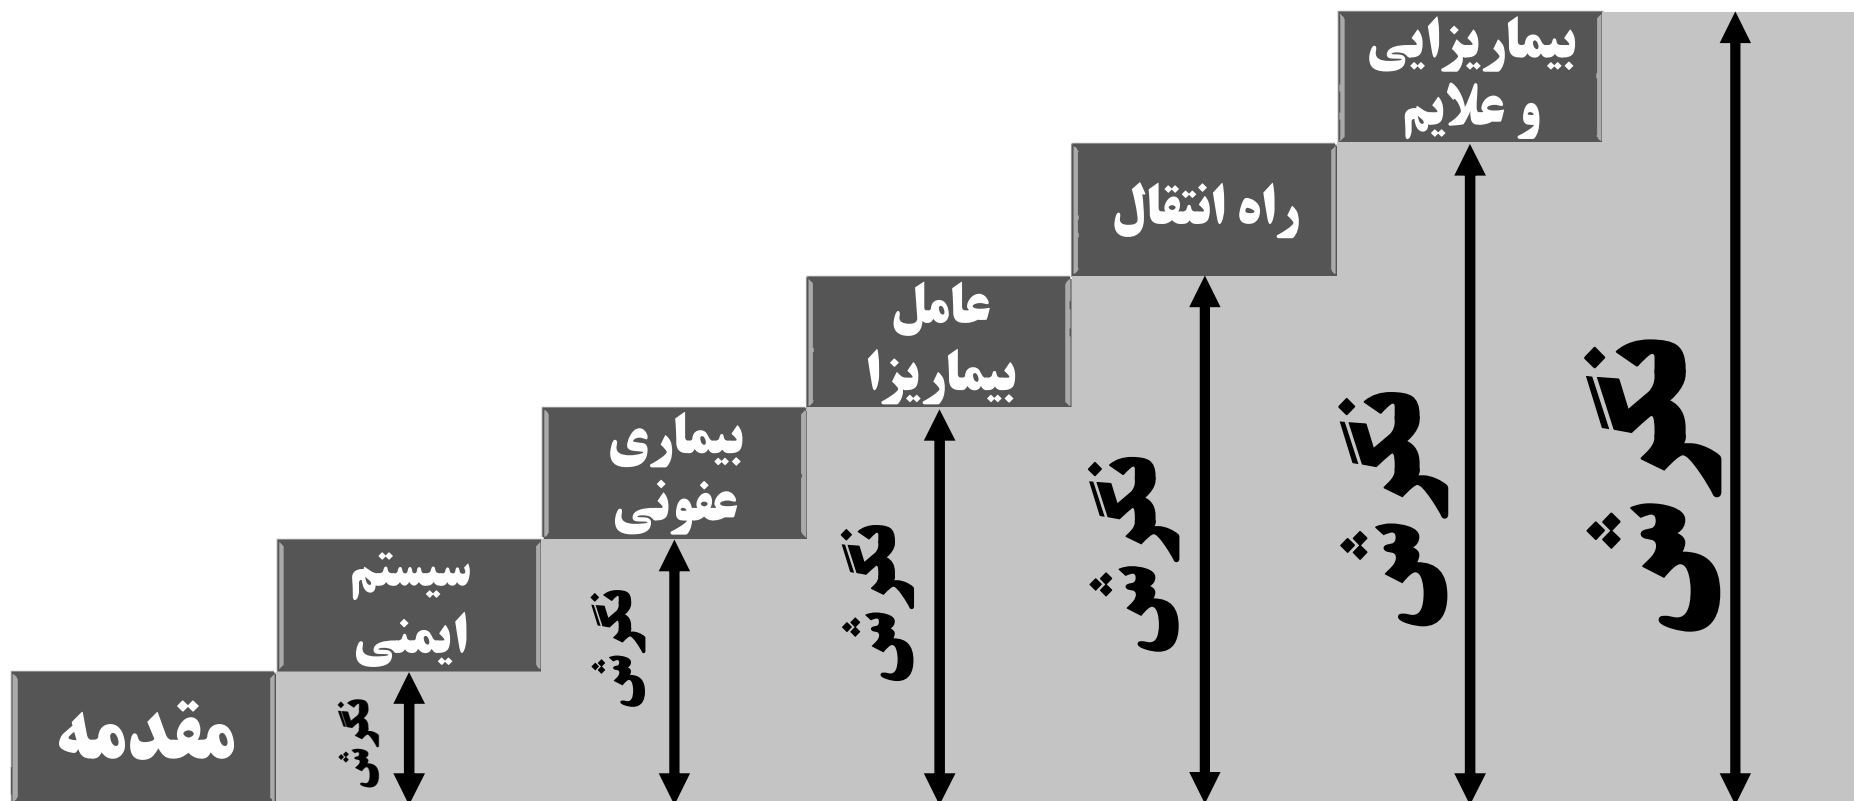 مقدمه
سیستم
ایمنی
بیماری
عفونی
عامل
بیماریزا
راه انتقال
بیماریزایی
و علایم
نگرش
نگرش
نگرش
نگرش
نگرش
نگرش